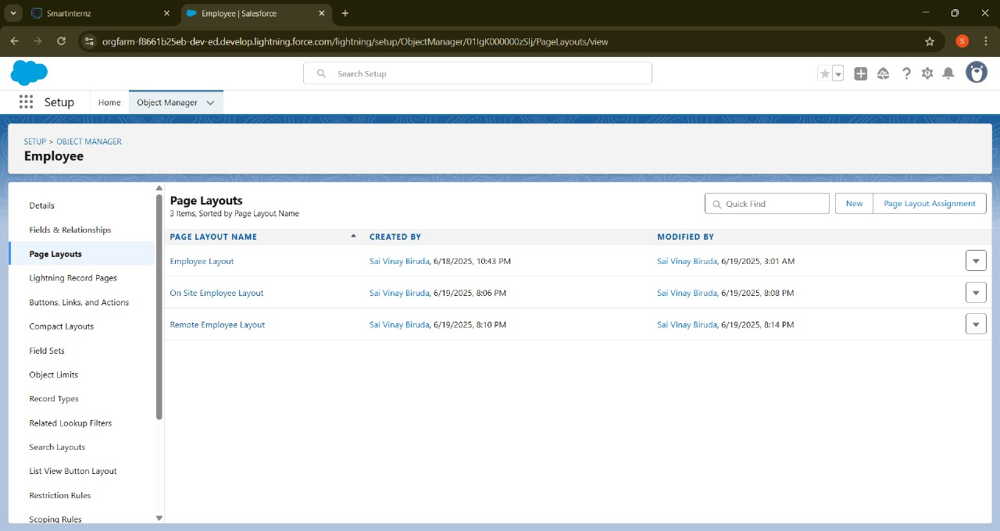 Smartinternz
Employee | Salesforce
orgfarm-f8661b25eb-dev-ed.develop.lightning.force.com/lightning/setup/ObjectManager/01IgK000000zSlj/PageLayouts/view
S
Search Setup
Setup
Home
Object Manager
SETUP > OBJECT MANAGER
Employee
Details
Fields & Relationships
Page Layouts
Lightning Record Pages
Buttons, Links, and Actions
Compact Layouts
Field Sets
Object Limits
Record Types
Related Lookup Filters
Search Layouts
List View Button Layout
Restriction Rules
Scoping Rules
Page Layouts
3 Items, Sorted by Page Layout Name
Quick Find
New
Page Layout Assignment
PAGE LAYOUT NAME CREATED BY MODIFIED BY
Employee Layout Sai Vinay Biruda, 6/18/2025, 10:43 PM Sai Vinay Biruda, 6/19/2025, 3:01 AM
On Site Employee Layout Sai Vinay Biruda, 6/19/2025, 8:06 PM Sai Vinay Biruda, 6/19/2025, 8:08 PM
Remote Employee Layout Sai Vinay Biruda, 6/19/2025, 8:10 PM Sai Vinay Biruda, 6/19/2025, 8:14 PM